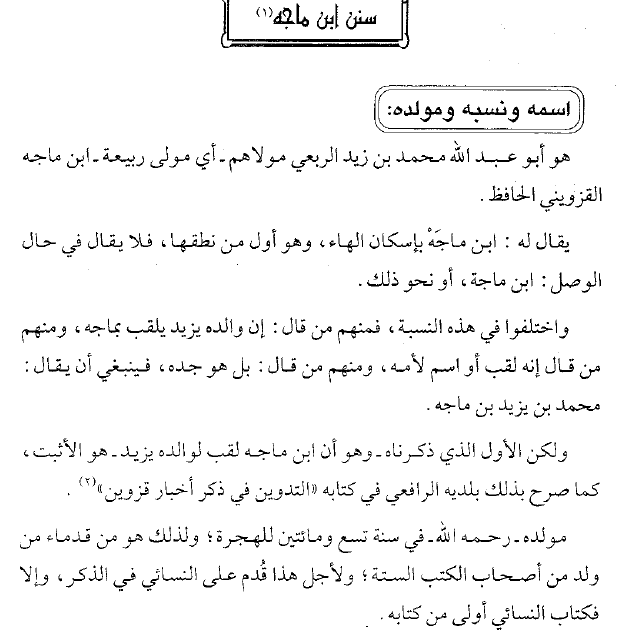 سنن ابن ماجه(١)
اسمه ونسبه ومولده:
هو أبو عبد الله محمد بن زيد الربعي مولاهم ـ أي مولى ربيعة ـ ابن ماجه
القزويني الحافظ .
يقال له : ابن ماجَهْ بإسكان الهاء، وهو أول من نطقها، فلا يقال في حال
الوصل : ابن ماجة، أو نحو ذلك .
واختلفوا في هذه النسبة، فمنهم من قال : إن والده يزيد يلقب بماجه، ومنهم
من قال إنه لقب أو اسم لأمه، ومنهم من قال : بل هو جده، فينبغي أن يقال :
محمد بن يزيد بن ماجه .
ولكن الأول الذي ذكرناه ـ وهو أن ابن ماجه لقب لوالده يزيد ـ هو الأثبت،
كما صرح بذلك بلديه الرافعي في كتابه «التدوين في ذكر أخبار قزوين»(٢) .
مولده ـ رحمه الله ـ في سنة تسع ومائتين للهجرة؛ ولذلك هو من قدماء من
ولد من أصحاب الكتب الستة؛ ولأجل هذا قُدم على النسائي في الذكر، وإلا
فكتاب النسائي أولى من كتابه .